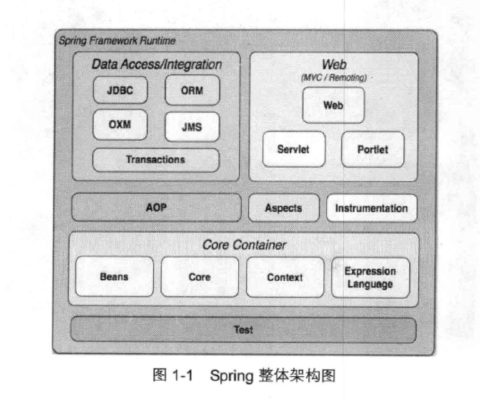 Spring Framework Runtime
Data Access/Integration
JDBC
ORM
OXM
JMS
Transactions
Web
(MVC / Remoting)
Web
Servlet
Portlet
AOP
Aspects
Instrumentation
Core Container
Beans
Core
Context
Expression
Language
Test
图 1-1 Spring 整体架构图